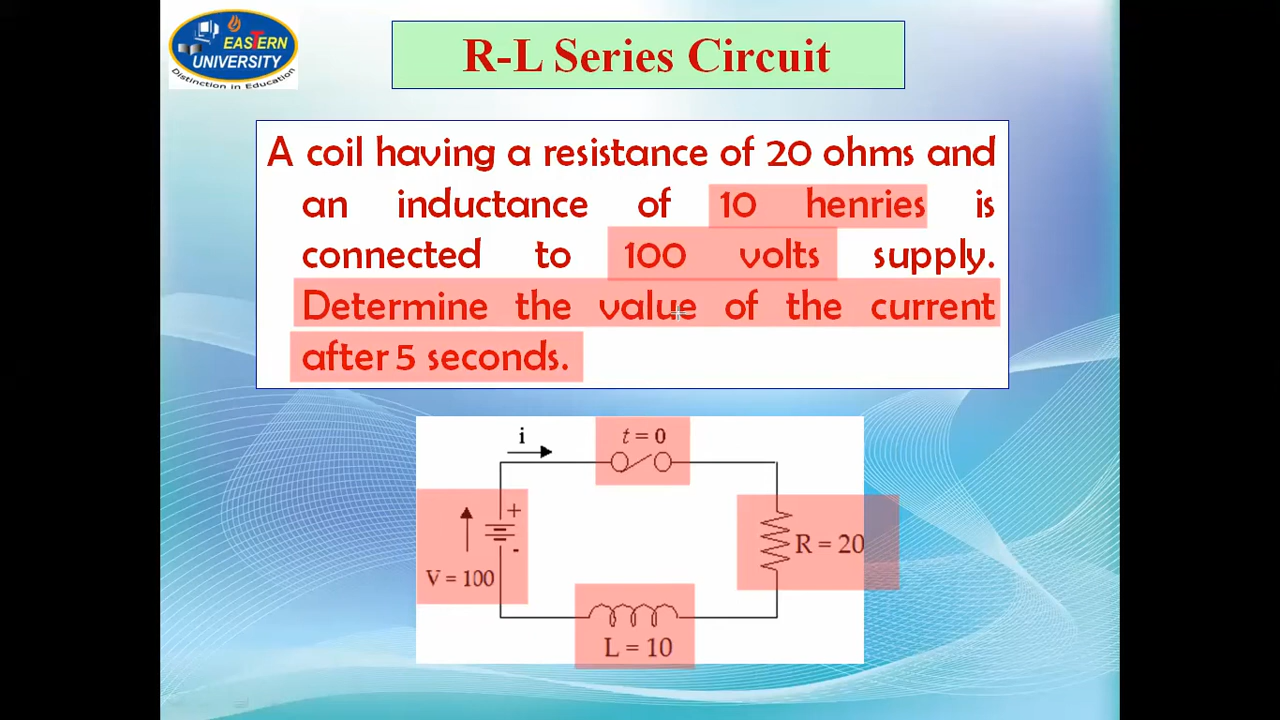 EASTERN
UNIVERSITY
Distinction in Education
R-L Series Circuit
A coil having a resistance of 20 ohms and
an inductance of 10 henries is
connected to 100 volts supply.
Determine the value of the current
after 5 seconds.
i
t = 0
+
-
V = 100
R = 20
L = 10